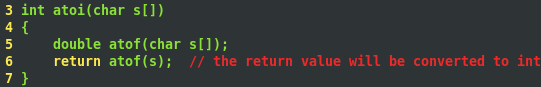 3 int atoi(char s[])
4 {
5     double atof(char s[]);
6     return atof(s);  // the return value will be converted to int
7 }